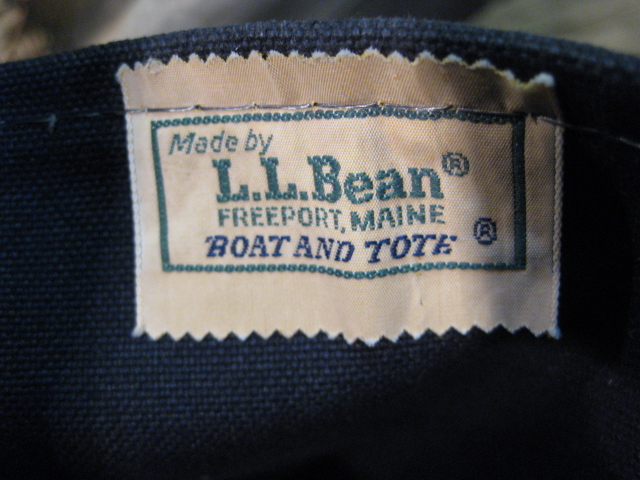 Made by
L.L.Bean®
FREEPORT, MAINE
BOAT AND TOTE ®